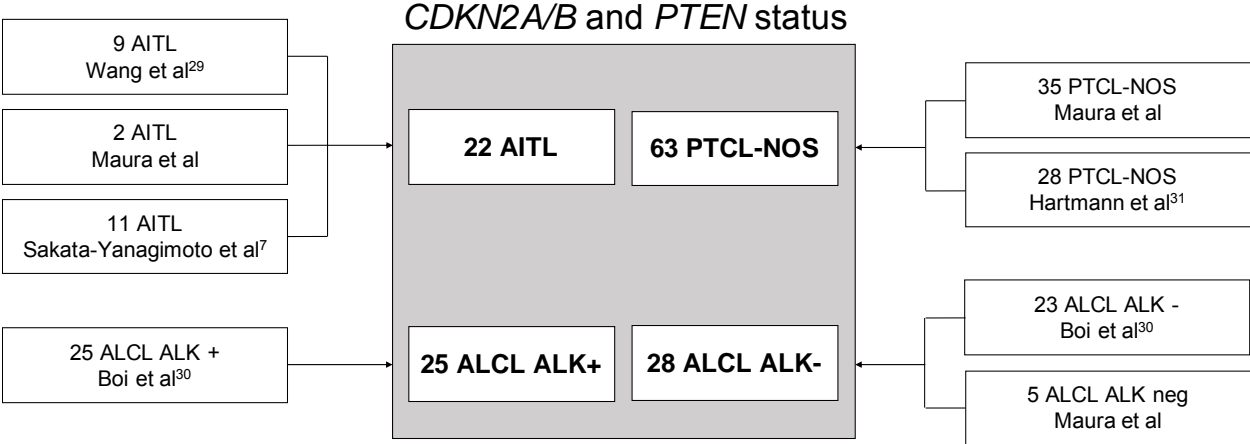 CDKN2A/B and PTEN status
9 AITL
Wang et al29
2 AITL
Maura et al
11 AITL
Sakata-Yanagimoto et al7
25 ALCL ALK +
Boi et al30
22 AITL
63 PTCL-NOS
25 ALCL ALK+
28 ALCL ALK-
35 PTCL-NOS
Maura et al
28 PTCL-NOS
Hartmann et al31
23 ALCL ALK -
Boi et al30
5 ALCL ALK neg
Maura et al